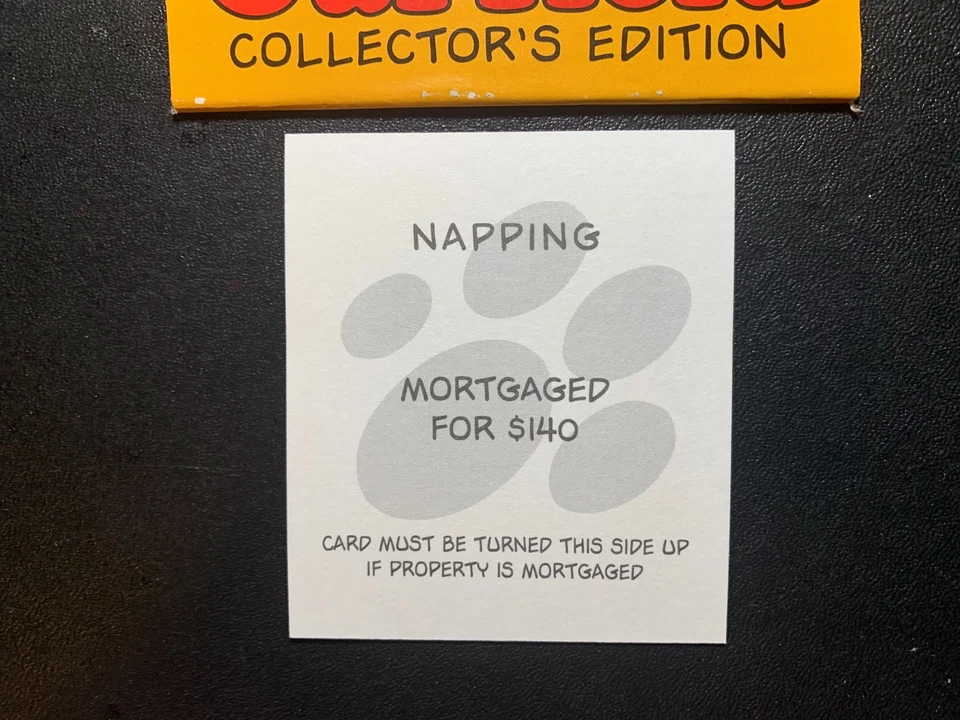 COLLECTOR'S EDITION
NAPPING
MORTGAGED
FOR $140
CARD MUST BE TURNED THIS SIDE UP
IF PROPERTY IS MORTGAGED